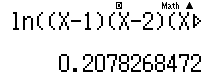 Math ▲
ln((X-1)(X-2)(X▷
0.2078268472